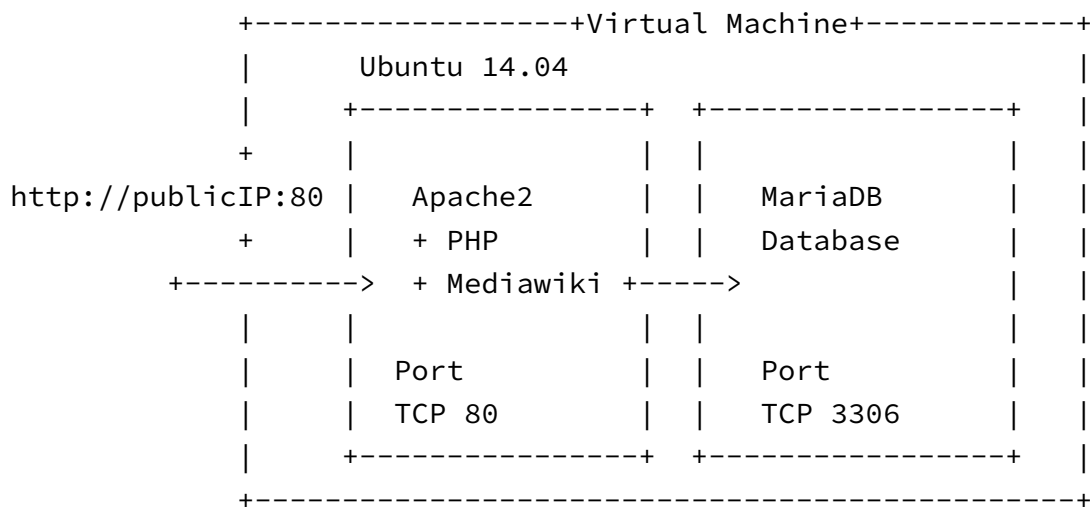 +------------------+Virtual Machine+------------+
|      Ubuntu 14.04                             |
|     +----------------+  +-----------------+   |
+     |                |  |                 |   |
http://publicIP:80 |   Apache2      |  |   MariaDB       |   |
+     |   + PHP        |  |   Database      |   |
+---------->  + Mediawiki +----->               |   |
|     |                |  |                 |   |
|     |  Port          |  |   Port          |   |
|     |  TCP 80        |  |   TCP 3306      |   |
|     +----------------+  +-----------------+   |
+-----------------------------------------------+